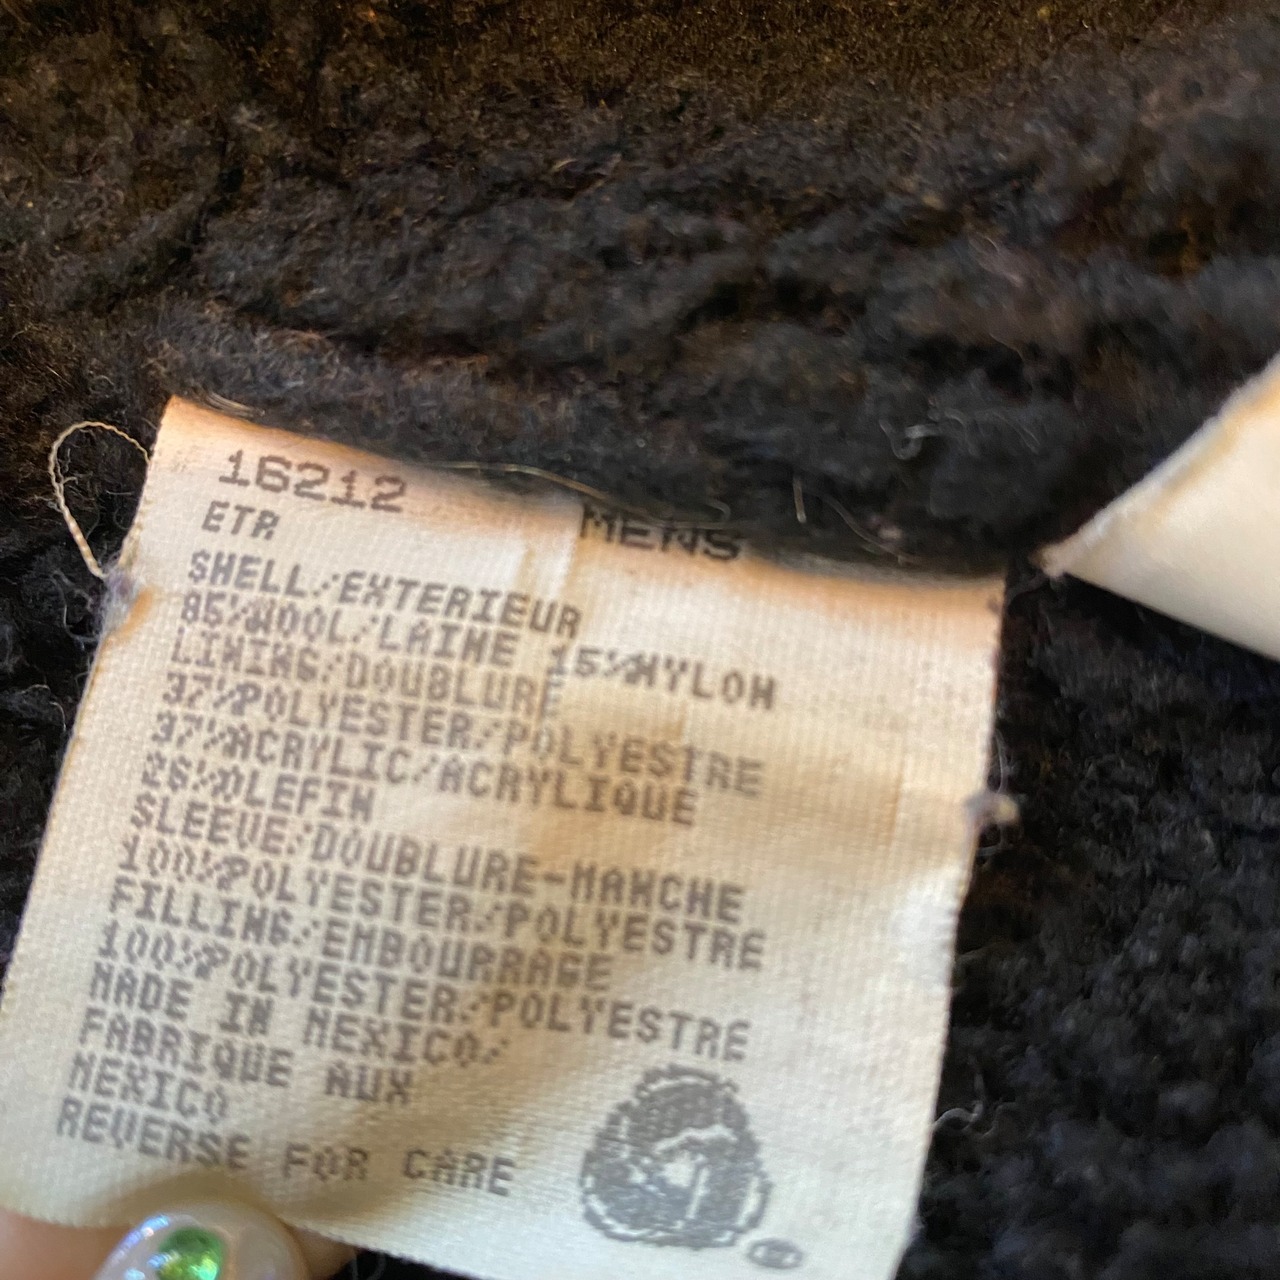 16212
ETR MENS
SHELL/EXTERIEUR
85%WOOL/LAINE 15%NYLON
LINING/DOUBLURE
37%POLYESTER/POLYESTRE
37%ACRYLIC/ACRYLIQUE
26%OLEFIN
SLEEVE/DOUBLURE-MANCHE
100%POLYESTER/POLYESTRE
FILLING/EMBOURRAGE
100%POLYESTER/POLYESTRE
MADE IN MEXICO/
FABRIQUE AUX
MEXICO
REVERSE FOR CARE